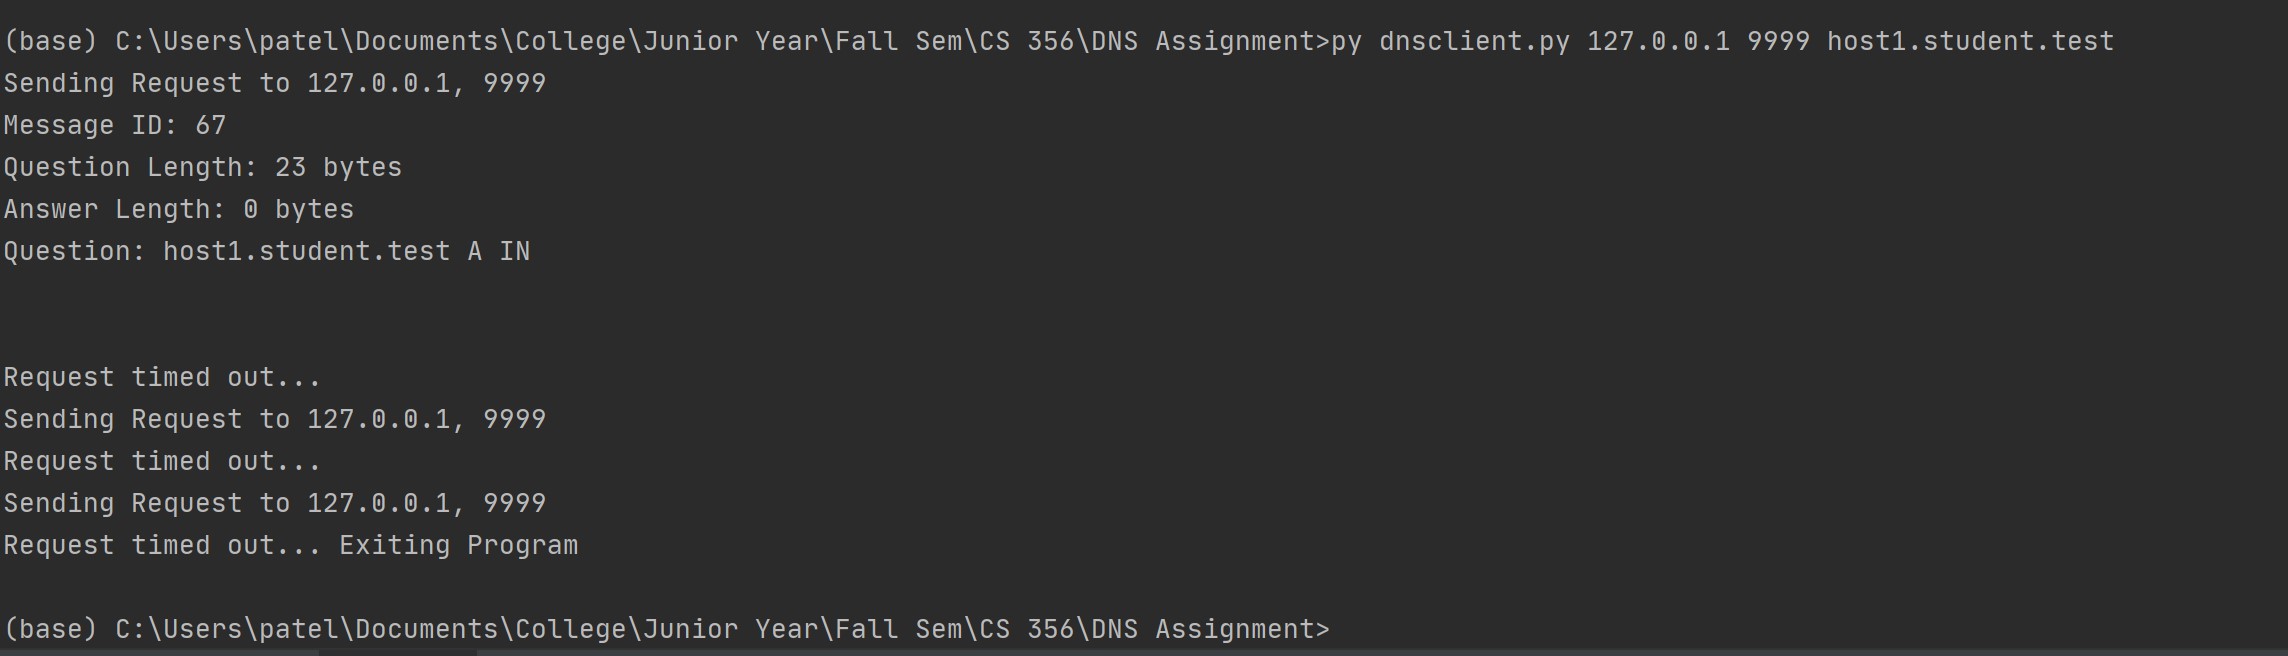 (base) C:\Users\patel\Documents\College\Junior Year\Fall Sem\CS 356\DNS Assignment>py dnsclient.py 127.0.0.1 9999 host1.student.test
Sending Request to 127.0.0.1, 9999
Message ID: 67
Question Length: 23 bytes
Answer Length: 0 bytes
Question: host1.student.test A IN
Request timed out...
Sending Request to 127.0.0.1, 9999
Request timed out...
Sending Request to 127.0.0.1, 9999
Request timed out... Exiting Program
(base) C:\Users\patel\Documents\College\Junior Year\Fall Sem\CS 356\DNS Assignment>